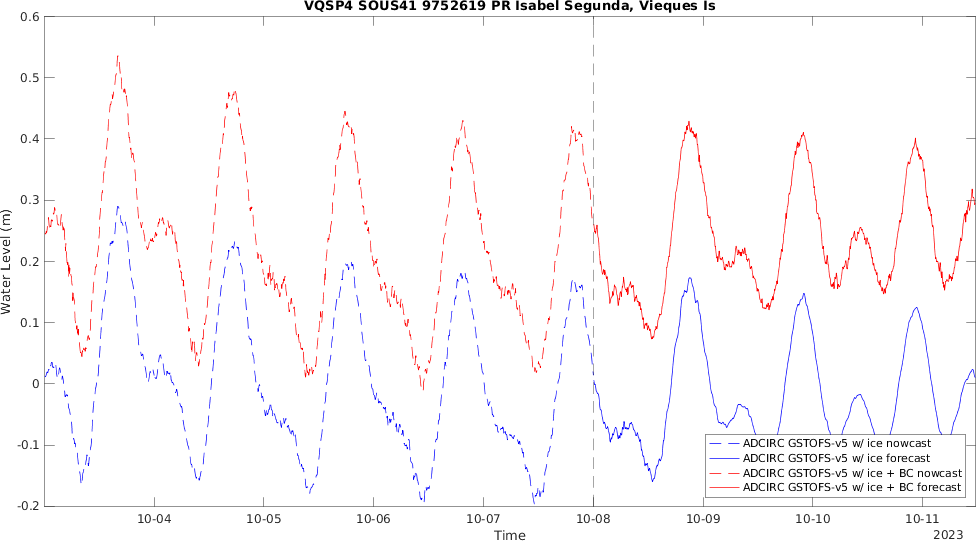 VQSP4 SOUS41 9752619 PR Isabel Segunda, Vieques Is
0.6
0.5
0.4
0.3
0.2
0.1
0
-0.1
-0.2
Water Level (m)
10-04 10-05 10-06 10-07 10-08 10-09 10-10 10-11
Time
2023
ADCIRC GSTOFS-v5 w/ ice nowcast
ADCIRC GSTOFS-v5 w/ ice forecast
ADCIRC GSTOFS-v5 w/ ice + BC nowcast
ADCIRC GSTOFS-v5 w/ ice + BC forecast